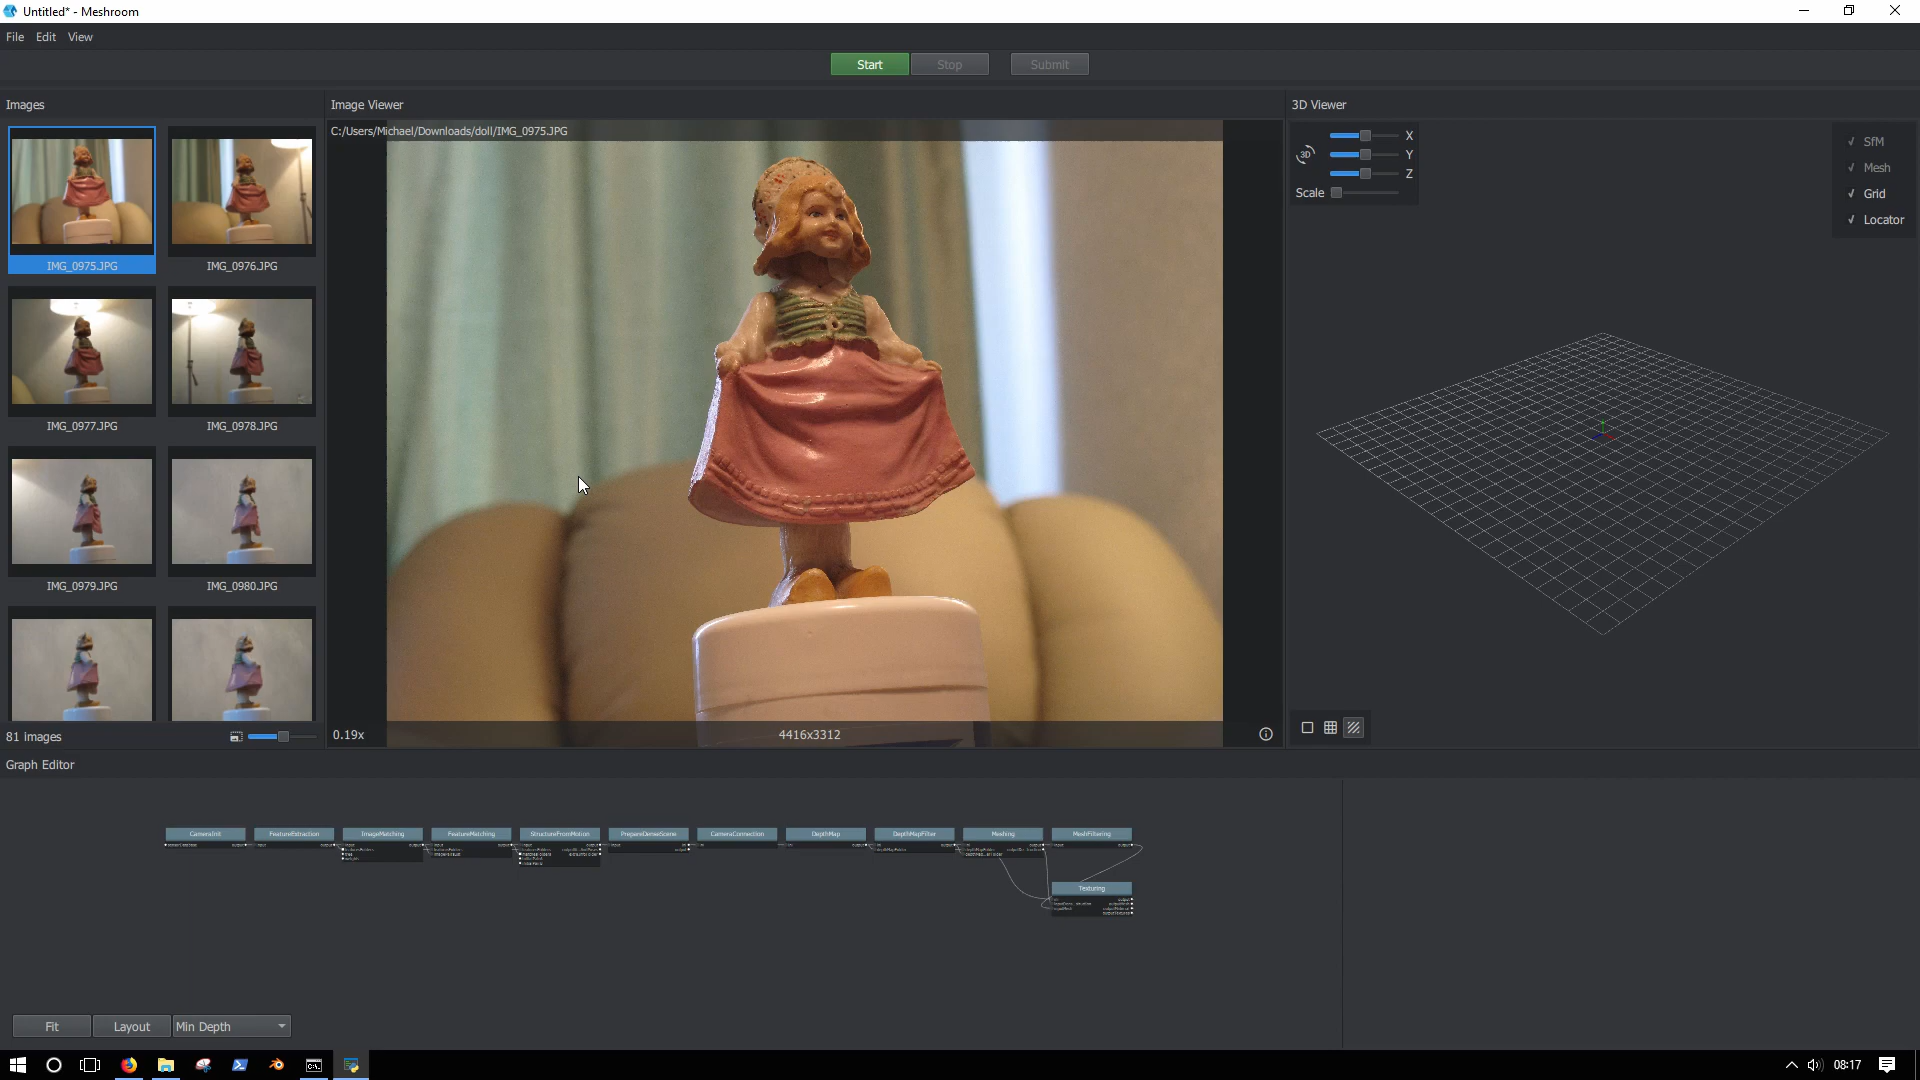 Untitled* - Meshroom
File Edit View
Start Stop Submit
Images
Image Viewer
3D Viewer
C:/Users/Michael/Downloads/doll/IMG_0975.JPG
X
Y
Z
Scale
3D
SfM
Mesh
Grid
Locator
IMG_0975.JPG IMG_0976.JPG
IMG_0977.JPG IMG_0978.JPG
IMG_0979.JPG IMG_0980.JPG
81 images
0.19x
4416x3312
Graph Editor
CameraInit FeatureExtraction ImageMatching FeatureMatching StructureFromMotion PrepareDenseScene CameraConnection DepthMap DepthMapFilter Meshing MeshFiltering
Texturing
Fit Layout Min Depth
08:17